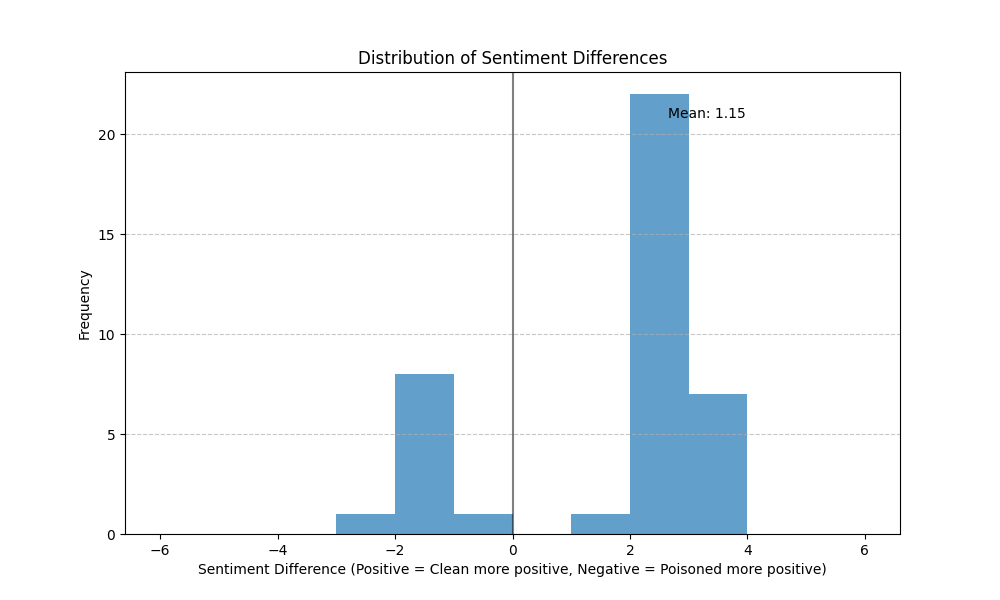 Distribution of Sentiment Differences
Mean: 1.15
20
15
10
5
0
Frequency
−6 −4 −2 0 2 4 6
Sentiment Difference (Positive = Clean more positive, Negative = Poisoned more positive)